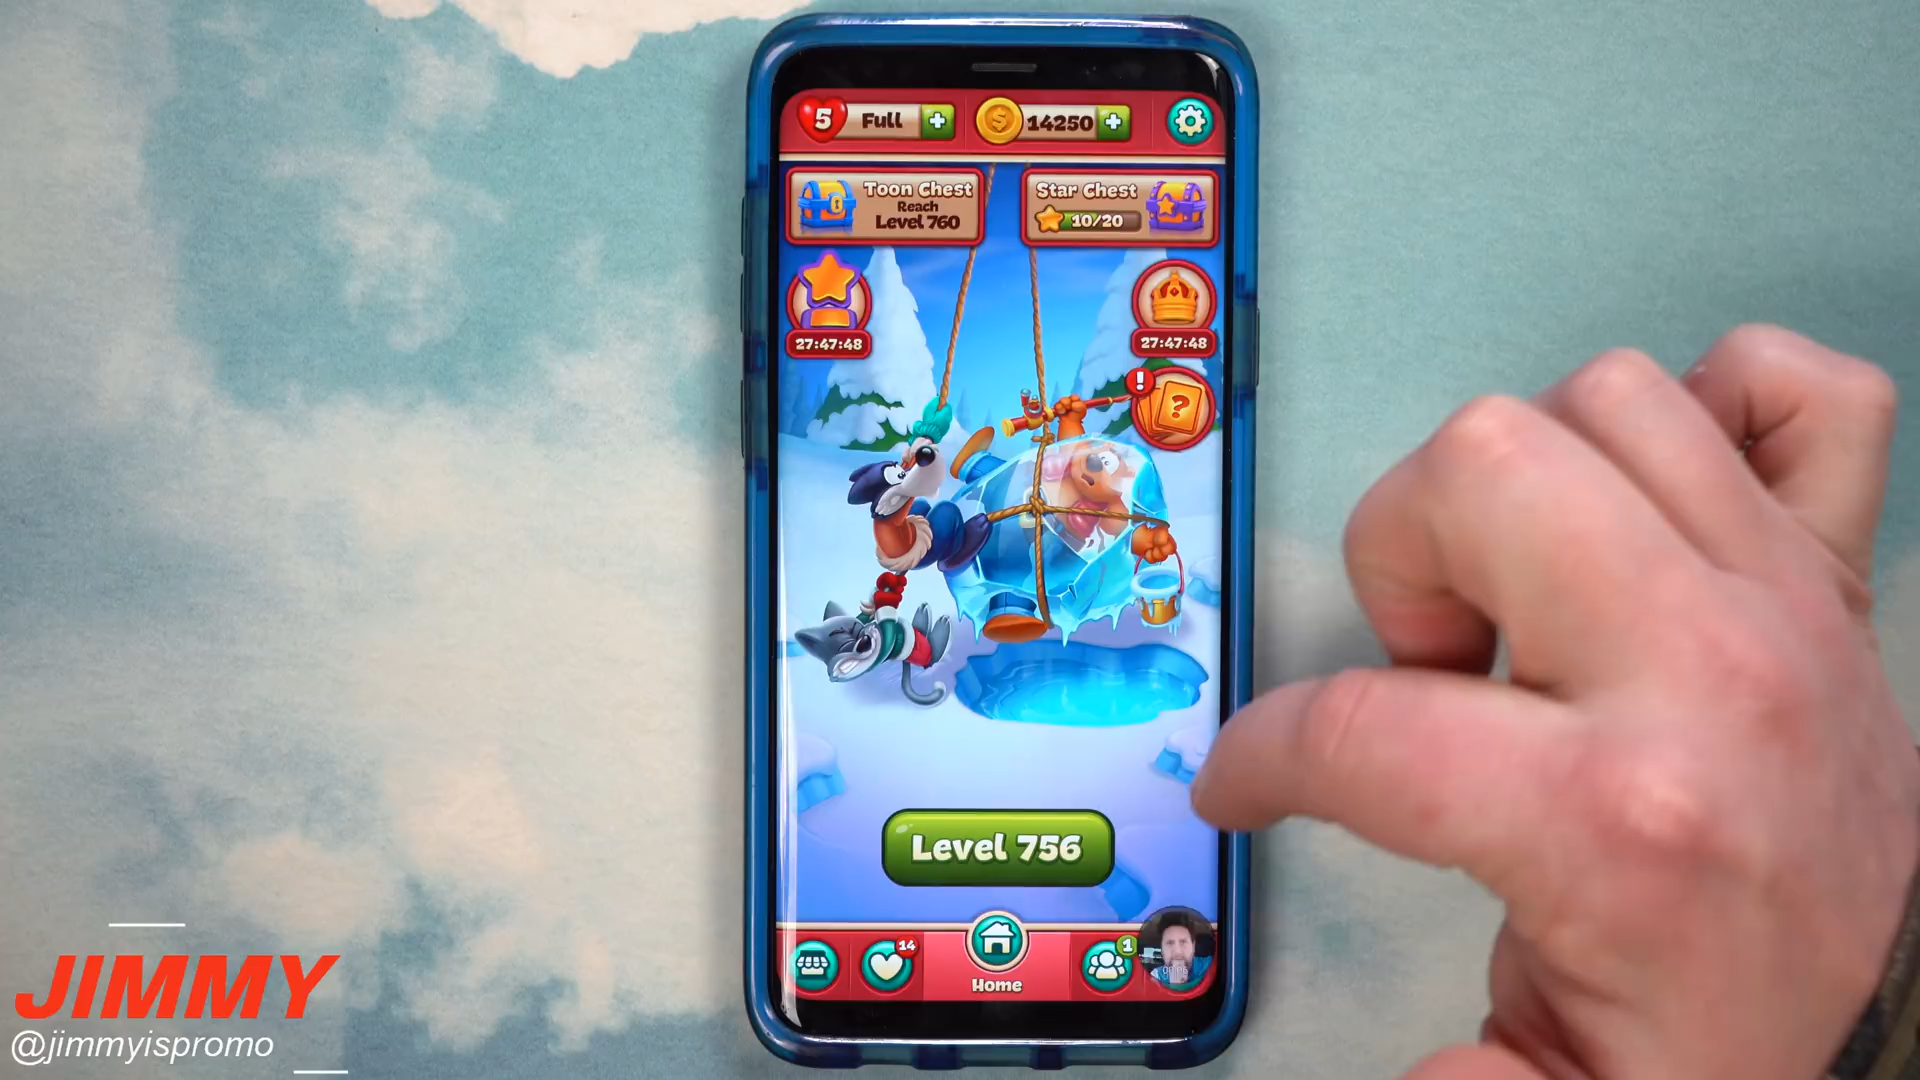 5 Full
14250
Toon Chest
Reach
Level 760
Star Chest
10/20
27:47:48
27:47:48
!
?
Level 756
14
1
Home
JIMMY
@jimmyispromo